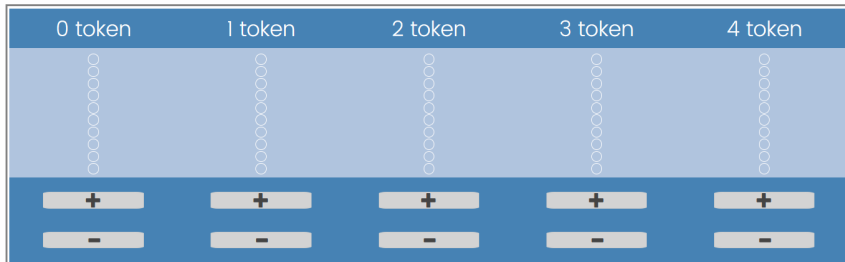 0 token 1 token 2 token 3 token 4 token
+ + + + +
- - - - -